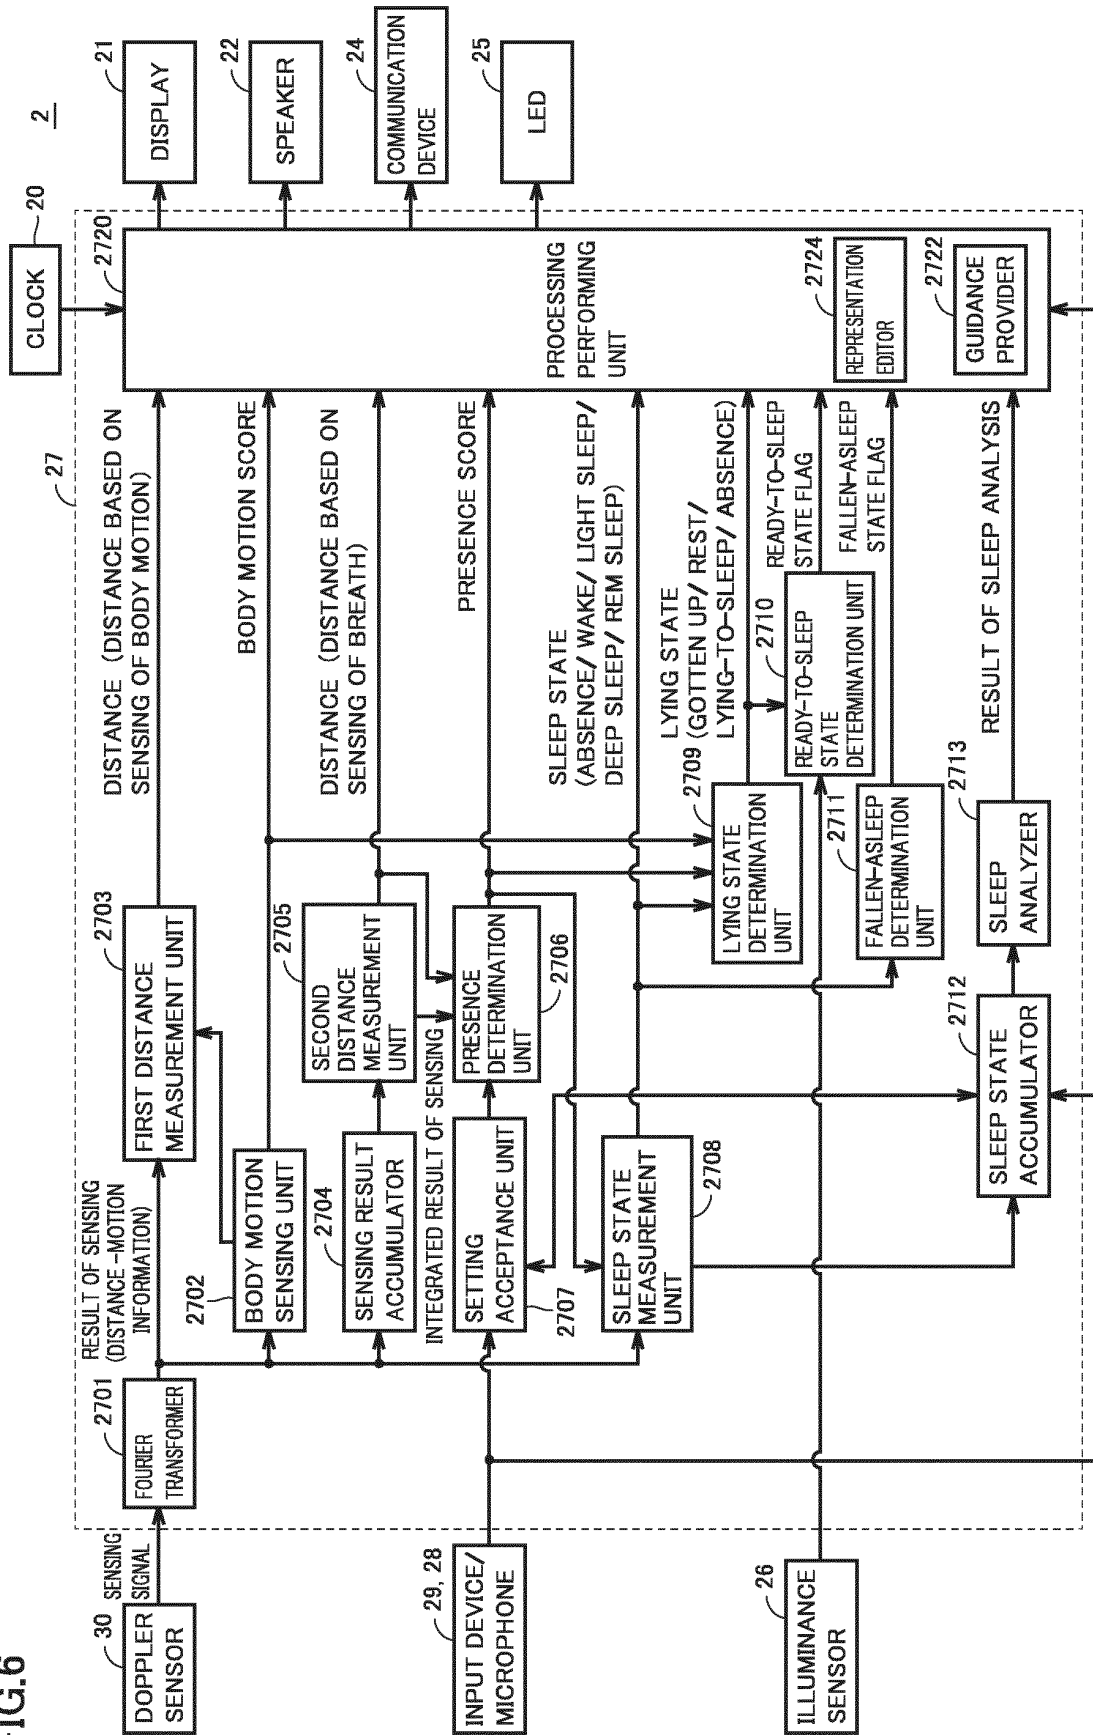 FIG.6
2
CLOCK
20
27
DOPPLER
SENSOR
30
SENSING
SIGNAL
FOURIER
TRANSFORMER
2701
RESULT OF SENSING
(DISTANCE -MOTION
INFORMATION)
FIRST DISTANCE
MEASUREMENT UNIT
2703
DISTANCE (DISTANCE BASED ON
SENSING OF BODY MOTION)
2720
DISPLAY
21
2702
BODY MOTION
SENSING UNIT
BODY MOTION SCORE
SPEAKER
22
2704
SENSING RESULT
ACCUMULATOR
2705
SECOND
DISTANCE
MEASUREMENT
UNIT
DISTANCE (DISTANCE BASED ON
SENSING OF BREATH)
COMMUNICATION
DEVICE
24
INTEGRATED RESULT OF SENSING
29, 28
INPUT DEVICE/
MICROPHONE
SETTING
ACCEPTANCE UNIT
2707
PRESENCE
DETERMINATION
UNIT
2706
PRESENCE SCORE
LED
25
PROCESSING
PERFORMING
UNIT
SLEEP STATE
MEASUREMENT
UNIT
2708
SLEEP STATE
(ABSENCE/ WAKE/ LIGHT SLEEP/
DEEP SLEEP/ REM SLEEP)
2709
LYING STATE
DETERMINATION
UNIT
LYING STATE
(GOTTEN UP/ REST/
LYING-TO-SLEEP/ ABSENCE)
26
ILLUMINANCE
SENSOR
2710
READY-TO-SLEEP
STATE
DETERMINATION UNIT
READY-TO-SLEEP
STATE FLAG
2724
REPRESENTATION
EDITOR
2711
FALLEN-ASLEEP
DETERMINATION
UNIT
FALLEN-ASLEEP
STATE FLAG
2712
SLEEP STATE
ACCUMULATOR
2713
SLEEP
ANALYZER
RESULT OF SLEEP ANALYSIS
2722
GUIDANCE
PROVIDER